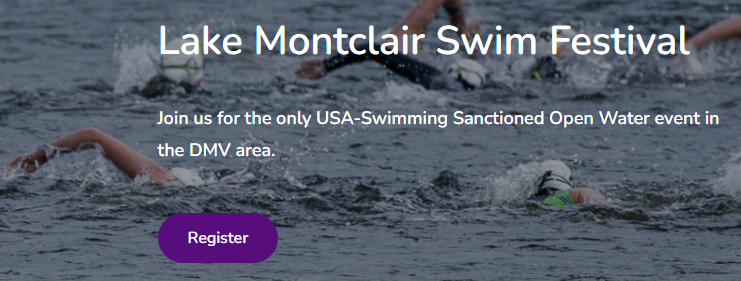 Lake Montclair Swim Festival
Join us for the only USA-Swimming Sanctioned Open Water event in
the DMV area.
Register